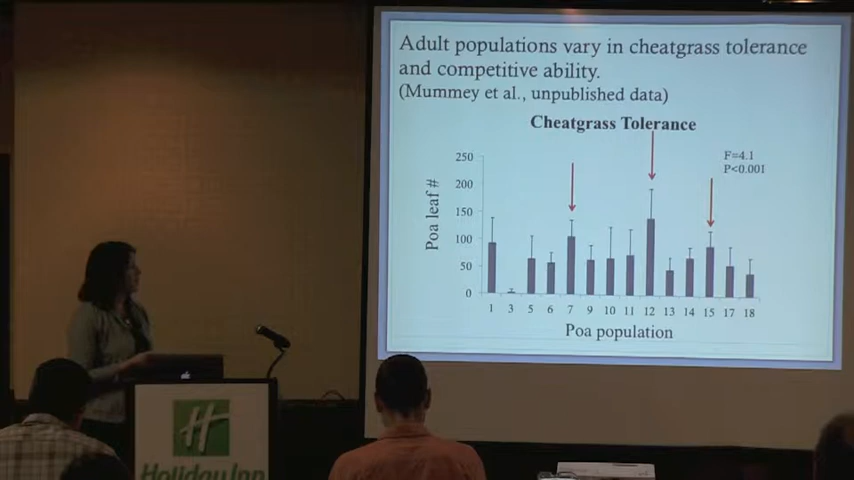 Adult populations vary in cheatgrass tolerance
and competitive ability.
(Mummey et al., unpublished data)
Cheatgrass Tolerance
F=4.1
P<0.001
250
200
150
100
50
0
Poa leaf #
1 3 5 6 7 9 10 11 12 13 14 15 17 18
Poa population
H
Holiday Inn